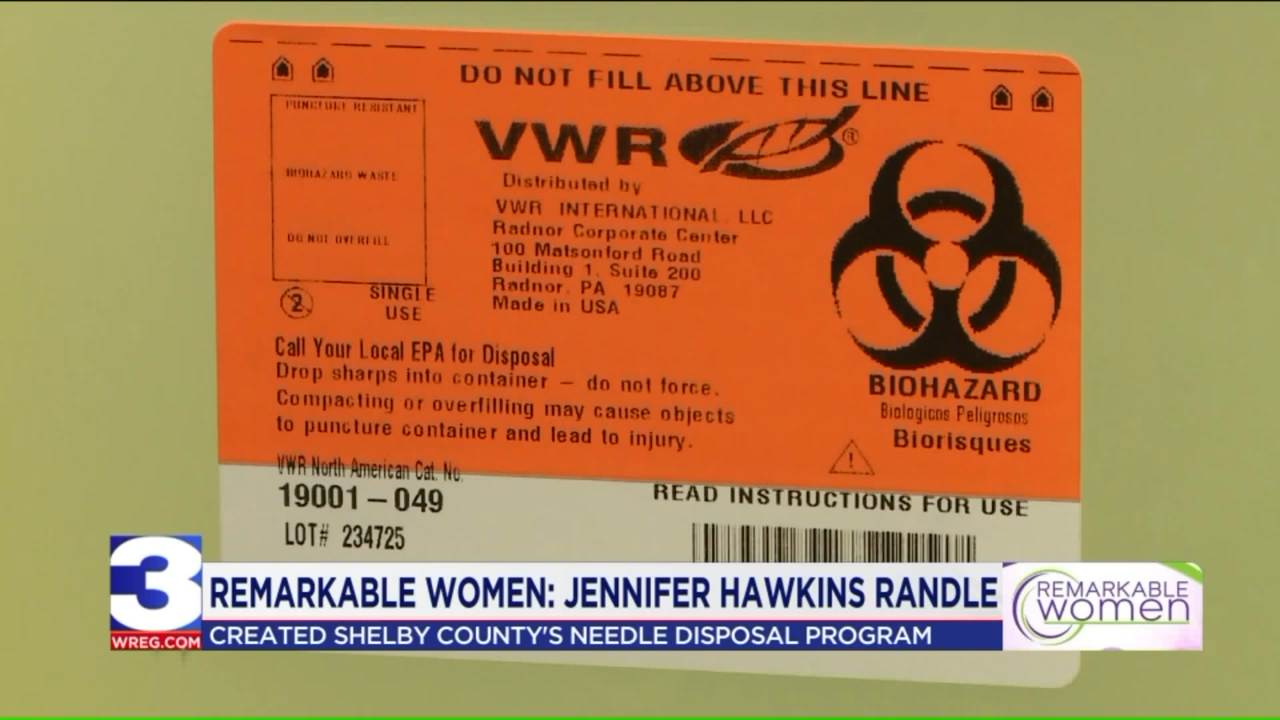 DO NOT FILL ABOVE THIS LINE
PUNCTURE RESISTANT
BIOHAZARD WASTE
DO NOT OVERFILL
2
SINGLE
USE
VWR
®
Distributed by
VWR INTERNATIONAL, LLC
Radnor Corporate Center
100 Matsonford Road
Building 1, Suite 200
Radnor, PA 19087
Made in USA
Call Your Local EPA for Disposal
Drop sharps into container – do not force.
Compacting or overfilling may cause objects
to puncture container and lead to injury.
BIOHAZARD
Biologicos Peligrosos
Biorisques
!
VWR North American Cat. No.
19001-049
LOT# 234725
READ INSTRUCTIONS FOR USE
3
WREG.COM
REMARKABLE WOMEN: JENNIFER HAWKINS RANDLE
CREATED SHELBY COUNTY'S NEEDLE DISPOSAL PROGRAM
REMARKABLE
women